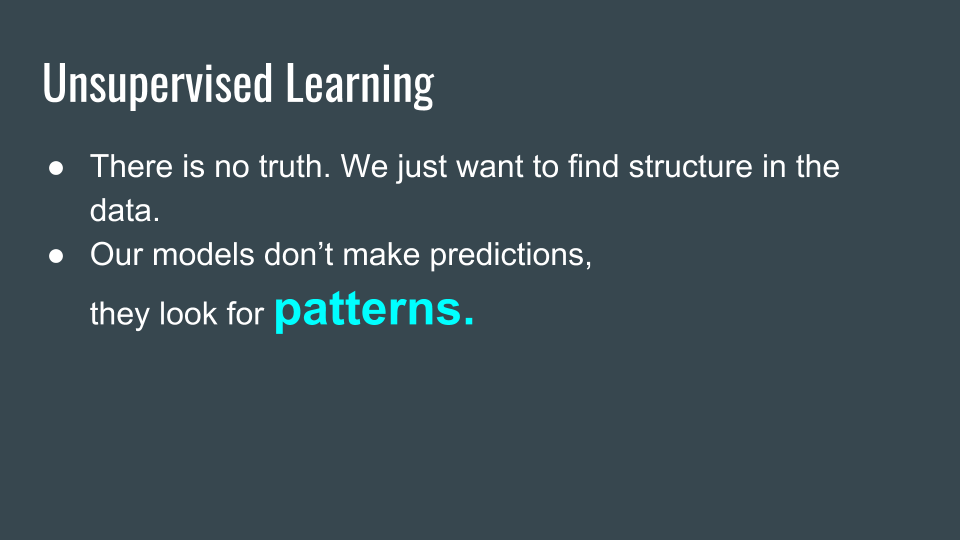 Unsupervised Learning
● There is no truth. We just want to find structure in the
data.
● Our models don’t make predictions,
they look for patterns.